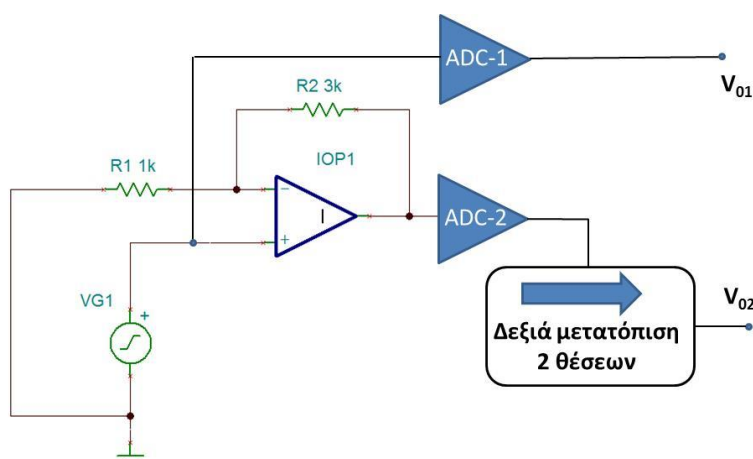 ADC-1
V01
R2 3k
IOP1
R1 1k
I
ADC-2
VG1
V02
Δεξιά μετατόπιση
2 θέσεων